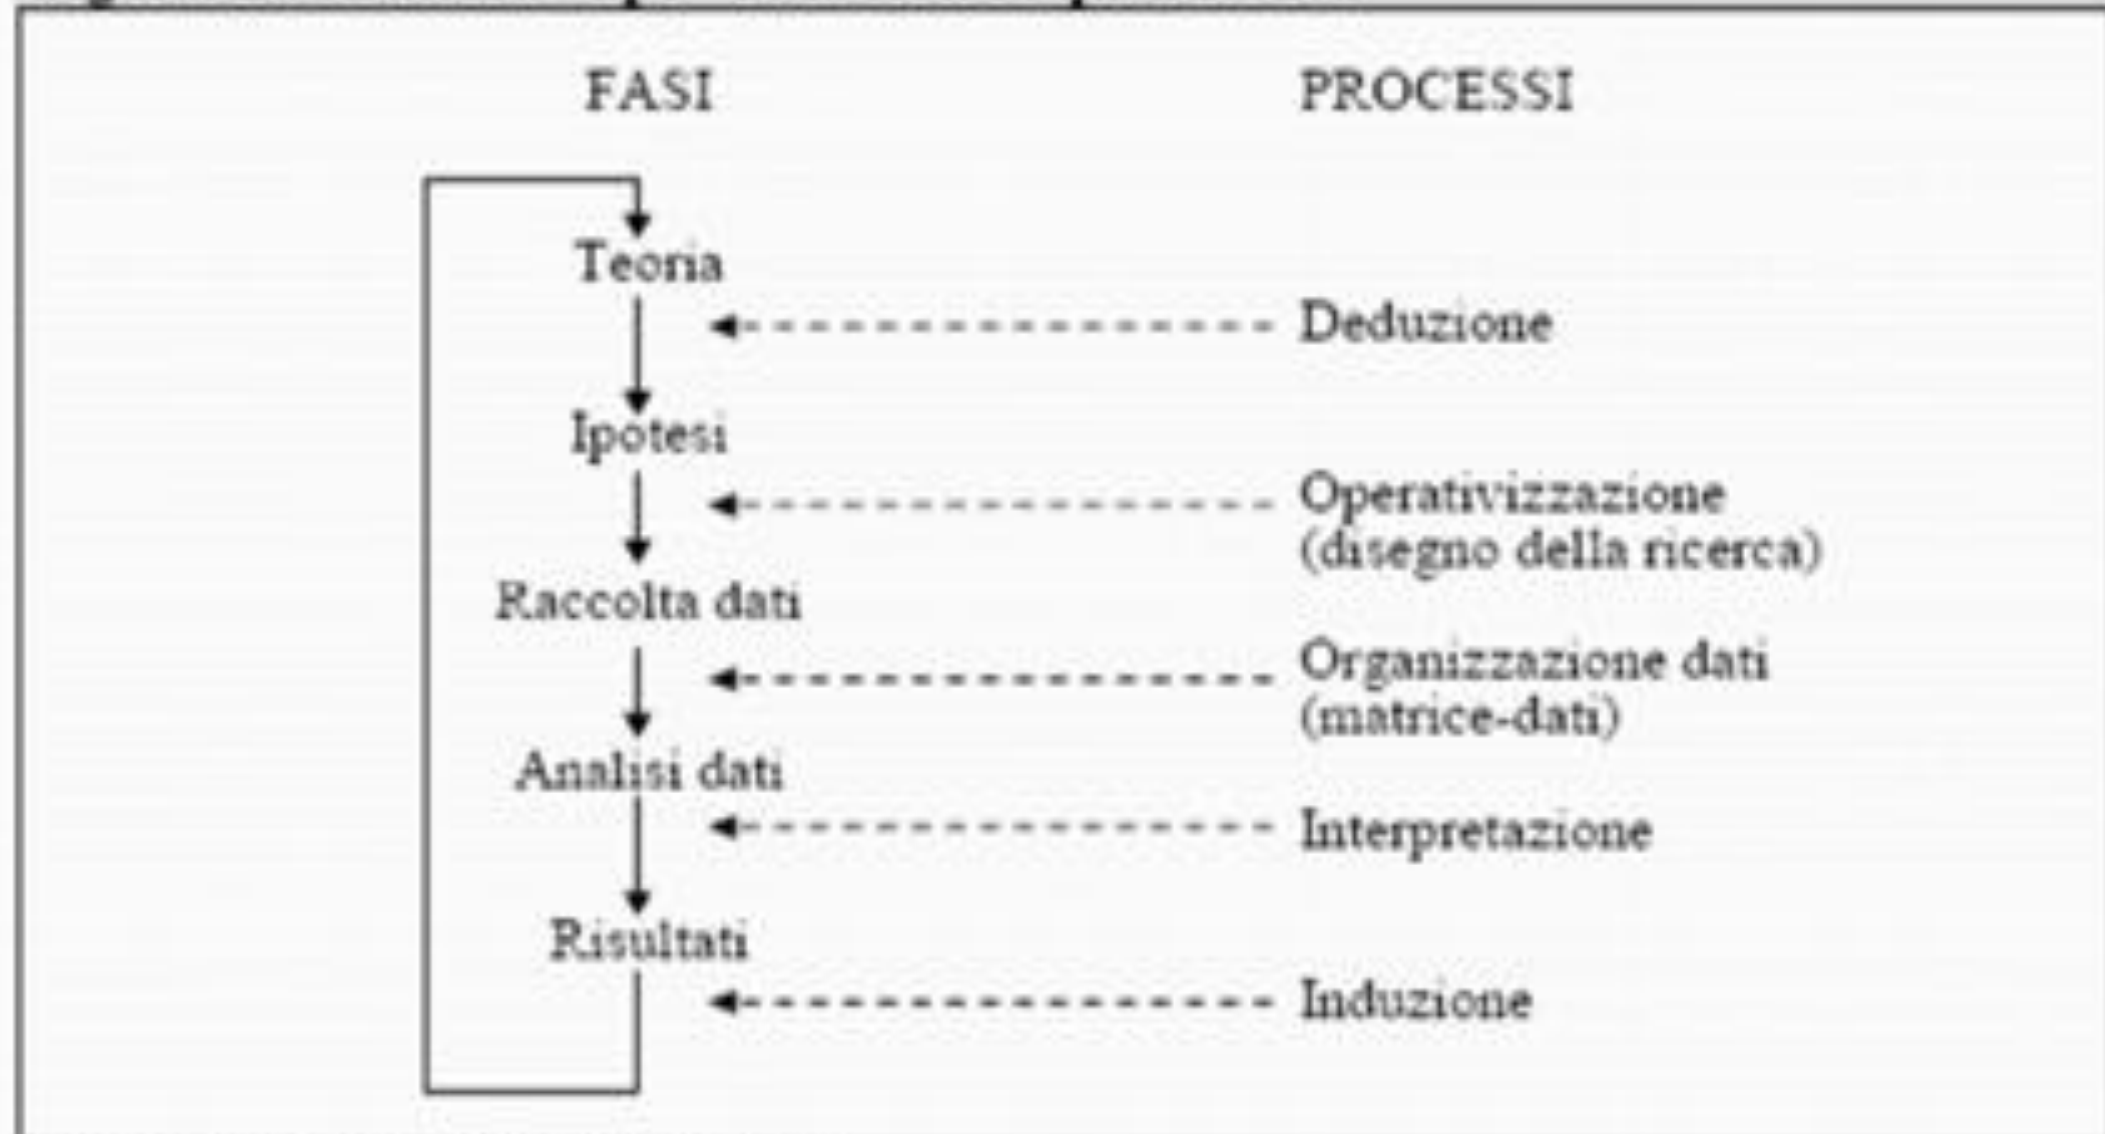 FASI PROCESSI
Teoria
Deduzione
Ipotesi
Operativizzazione
(disegno della ricerca)
Raccolta dati
Organizzazione dati
(matrice-dati)
Analisi dati
Interpretazione
Risultati
Induzione